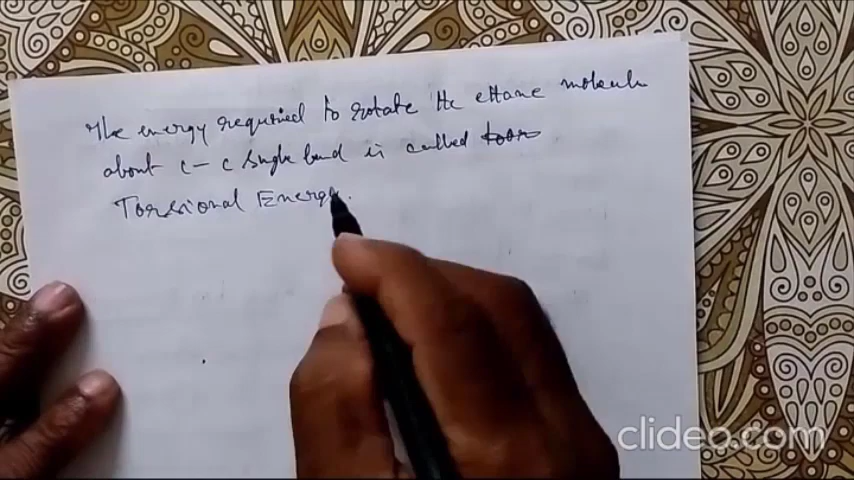 The energy required to rotate the ethane molecule
about C-C single bond is called
Torsional Energy.
clideo.com